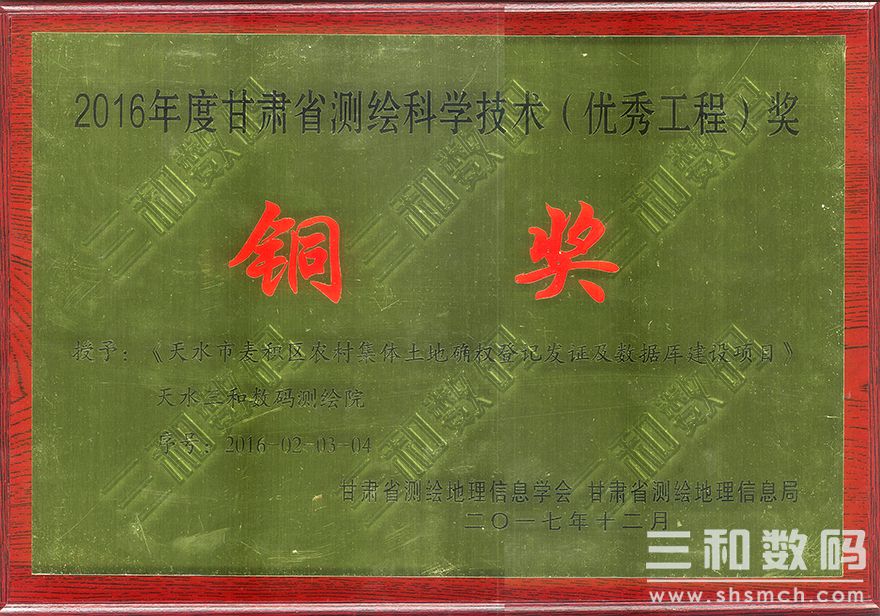 2016年度甘肃省测绘科学技术（优秀工程）奖
铜 奖
授予：《天水市麦积区农村集体土地确权登记发证及数据库建设项目》
天水三和数码测绘院
序号：2016-02-03-04
甘肃省测绘地理信息学会 甘肃省测绘地理信息局
二〇一七年十二月
三和数码
www.shsmch.com